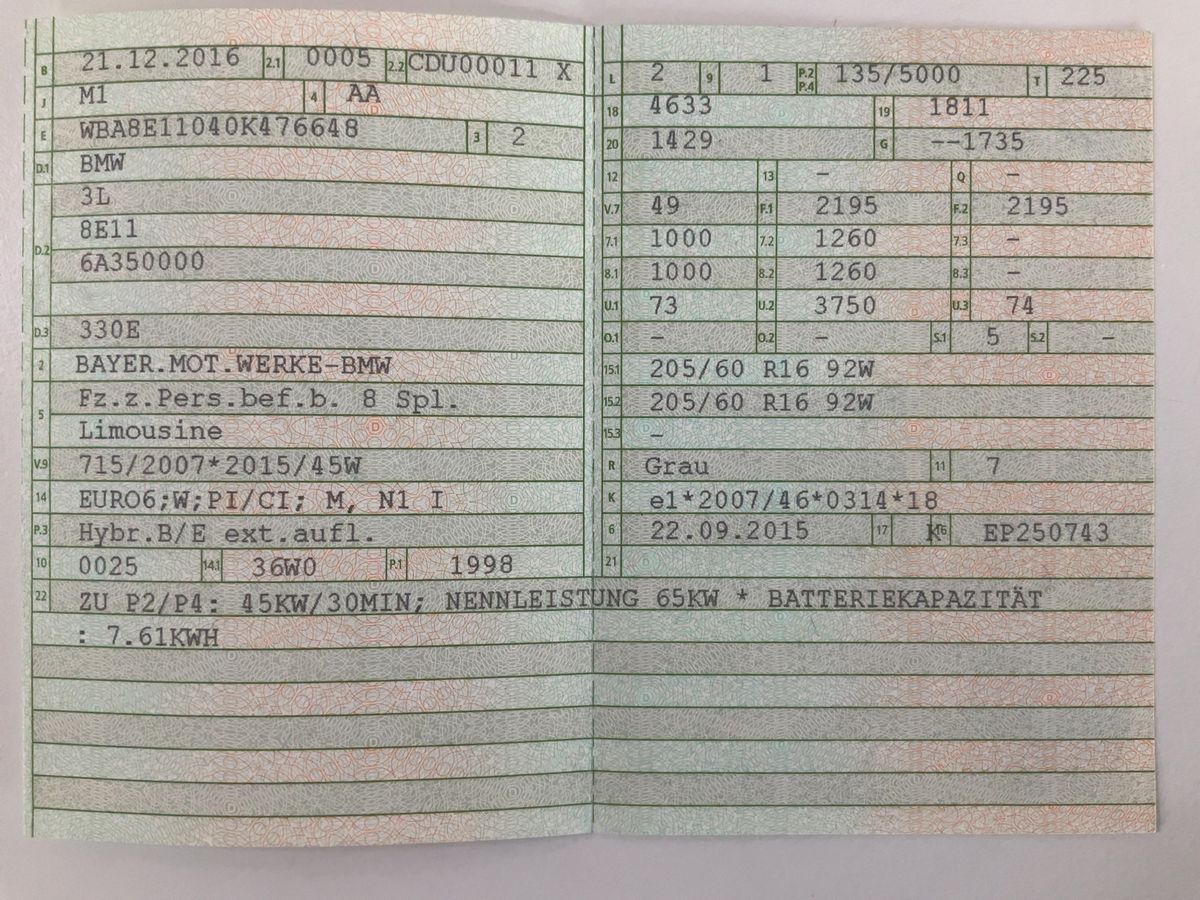 B 21.12.2016 2.1 0005 2.2 CDU00011 X
J M1 4 AA
E WBA8E11040K476648 3 2
D.1 BMW
3L
D.2 8E11
6A350000
D.3 330E
2 BAYER.MOT.WERKE-BMW
5 Fz.z.Pers.bef.b. 8 Spl.
Limousine
V.9 715/2007*2015/45W
14 EURO6;W;PI/CI; M, N1 I
P.3 Hybr.B/E ext.aufl.
10 0025 14.1 36W0 P.1 1998
L 2 9 1 P.2 P.4 135/5000 T 225
18 4633 19 1811
20 1429 G --1735
12 13 - Q -
V.7 49 F.1 2195 F.2 2195
7.1 1000 7.2 1260 7.3 -
8.1 1000 8.2 1260 8.3 -
U.1 73 U.2 3750 U.3 74
O.1 - O.2 - S.1 5 S.2 -
15.1 205/60 R16 92W
15.2 205/60 R16 92W
15.3 -
R Grau 11 7
K e1*2007/46*0314*18
6 22.09.2015 17 K 16 EP250743
21
22 ZU P2/P4: 45KW/30MIN; NENNLEISTUNG 65KW * BATTERIEKAPAZITÄT
: 7.61KWH